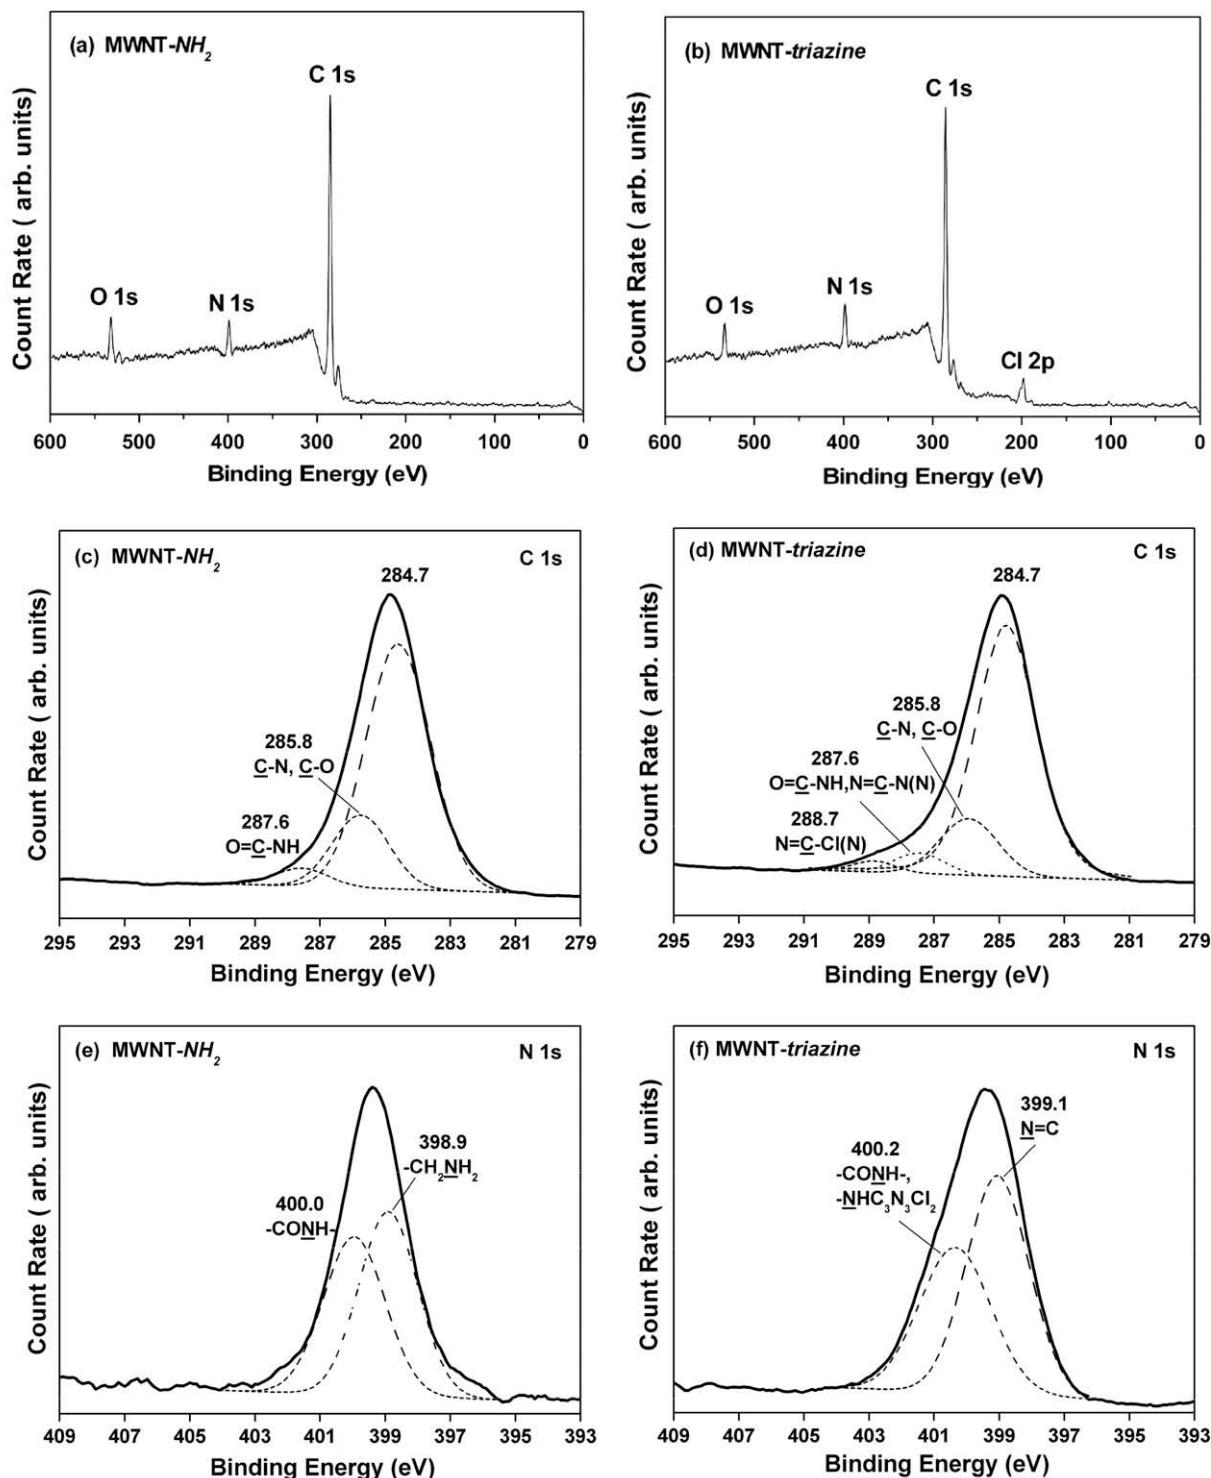 (a) MWNT-NH2
C 1s
O 1s
N 1s
Count Rate ( arb. units)
600 500 400 300 200 100 0
Binding Energy (eV)
(b) MWNT-triazine
C 1s
N 1s
O 1s
Cl 2p
Count Rate ( arb. units)
600 500 400 300 200 100 0
Binding Energy (eV)
(c) MWNT-NH2
C 1s
284.7
285.8
C-N, C-O
287.6
O=C-NH
Count Rate ( arb. units)
295 293 291 289 287 285 283 281 279
Binding Energy (eV)
(d) MWNT-triazine
C 1s
284.7
285.8
C-N, C-O
287.6
O=C-NH,N=C-N(N)
288.7
N=C-Cl(N)
Count Rate ( arb. units)
295 293 291 289 287 285 283 281 279
Binding Energy (eV)
(e) MWNT-NH2
N 1s
398.9
-CH2NH2
400.0
-CONH-
Count Rate ( arb. units)
409 407 405 403 401 399 397 395 393
Binding Energy (eV)
(f) MWNT-triazine
N 1s
399.1
N=C
400.2
-CONH-,
-NHC3N3Cl2
Count Rate ( arb. units)
409 407 405 403 401 399 397 395 393
Binding Energy (eV)